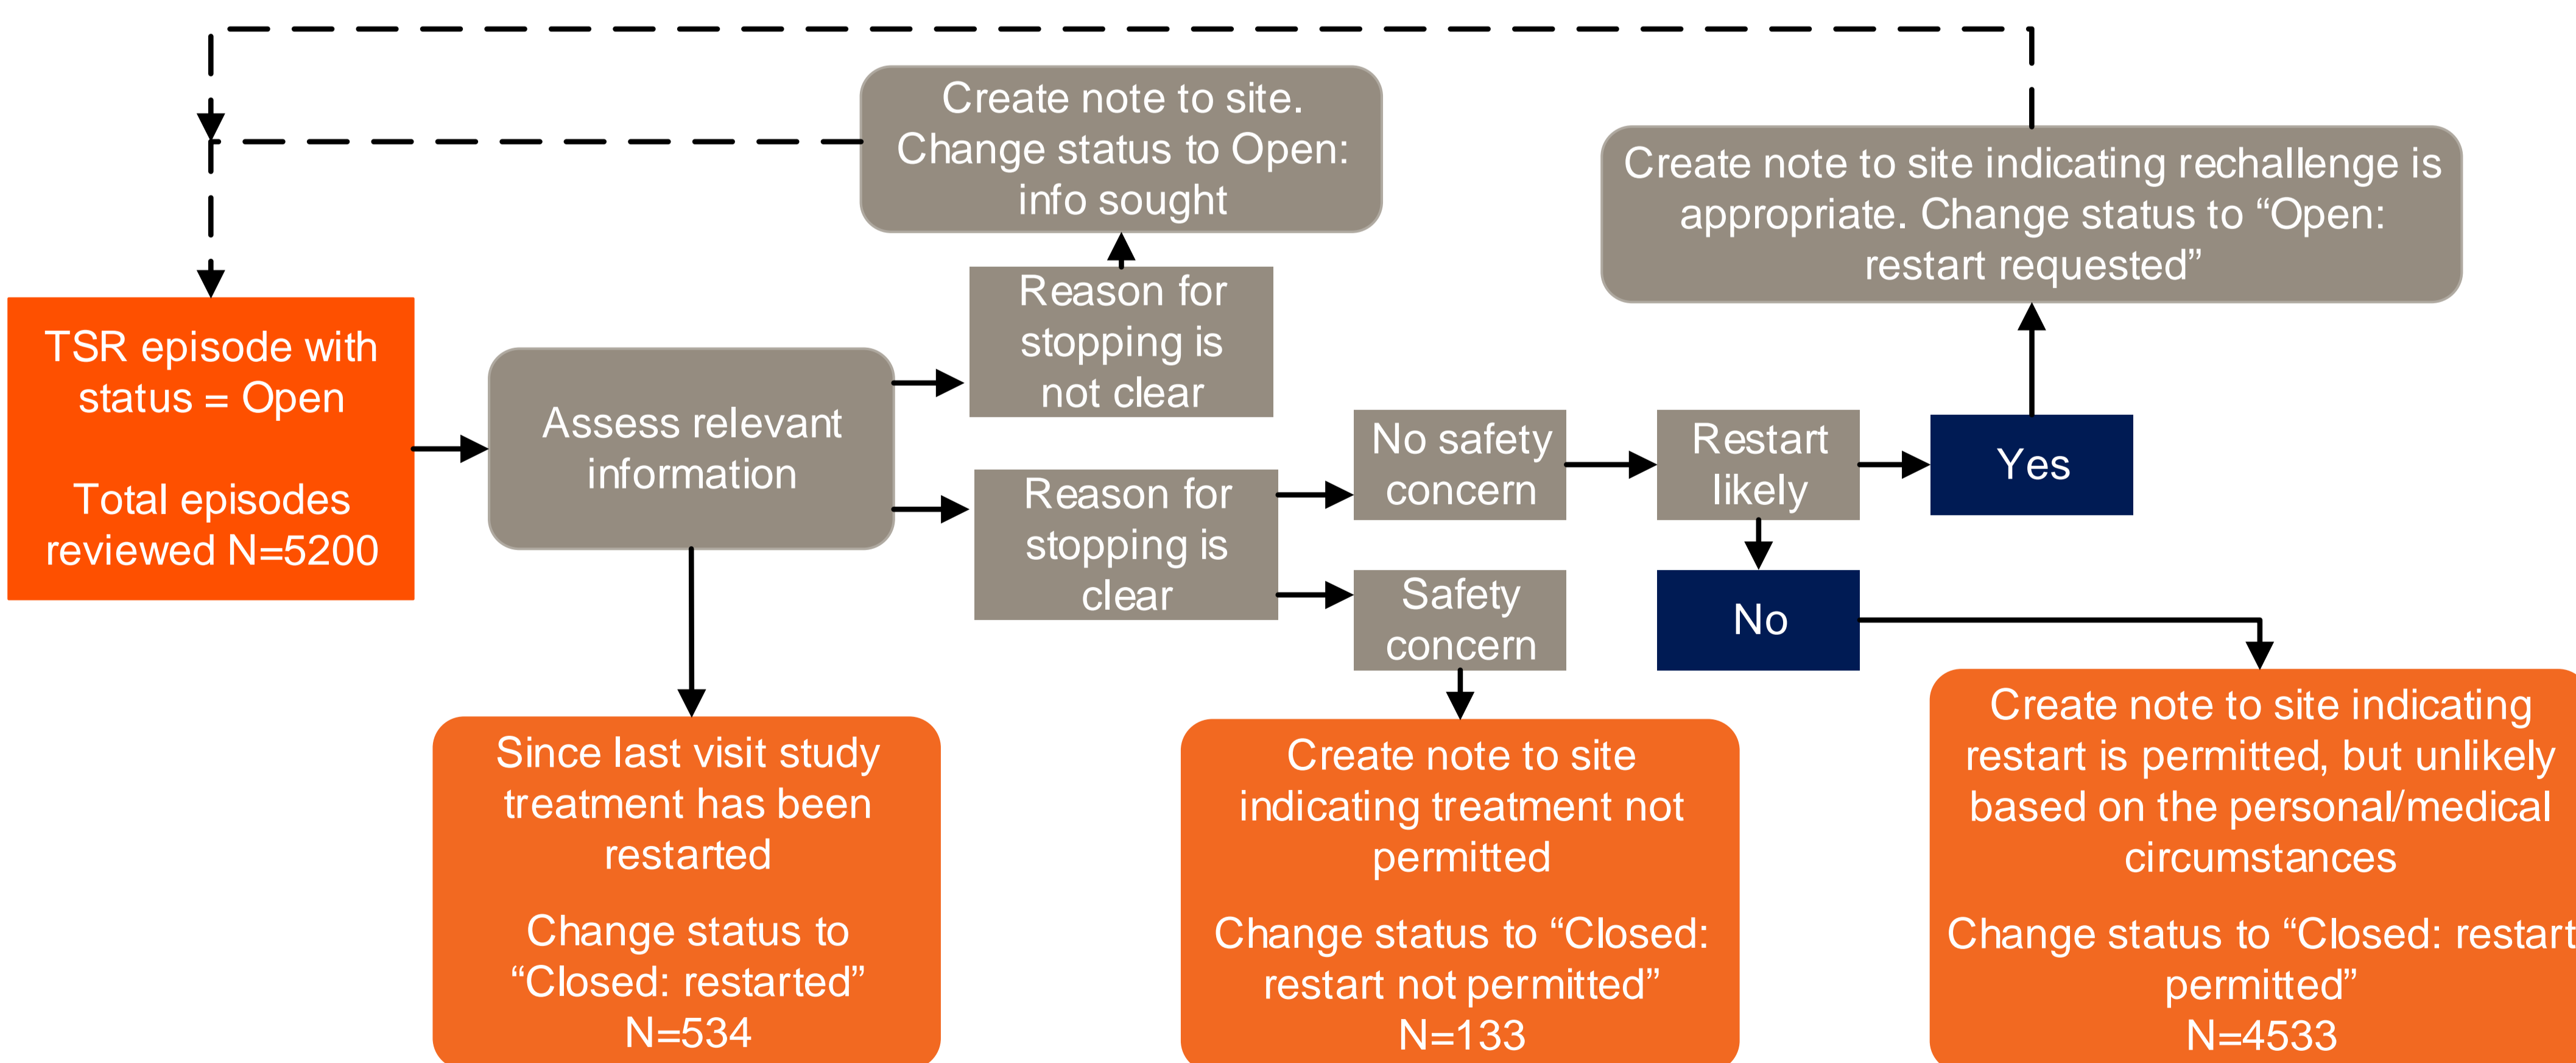 Create note to site.
Change status to Open:
info sought
Create note to site indicating rechallenge is
appropriate. Change status to “Open:
restart requested”
Reason for
stopping is
not clear
TSR episode with
status = Open
Total episodes
reviewed N=5200
Assess relevant
information
No safety
concern
Restart
likely
Yes
Reason for
stopping is
clear
Safety
concern
No
Since last visit study
treatment has been
restarted
Change status to
“Closed: restarted”
N=534
Create note to site
indicating treatment not
permitted
Change status to “Closed:
restart not permitted”
N=133
Create note to site indicating
restart is permitted, but unlikely
based on the personal/medical
circumstances
Change status to “Closed: restart
permitted”
N=4533